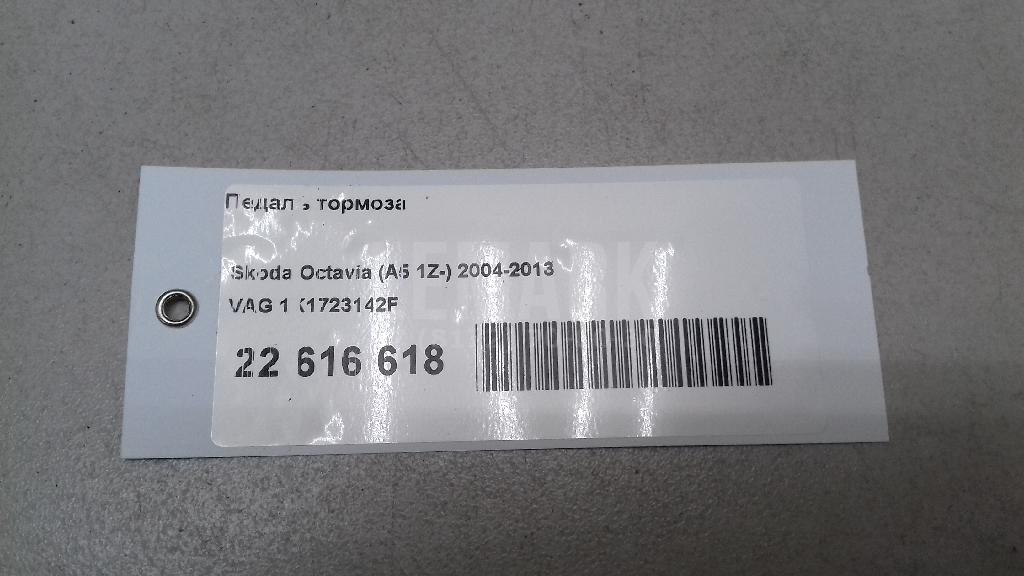 Педаль тормоза
Skoda Octavia (A5 1Z-) 2004-2013
VAG 1K1723142F
22 616 618